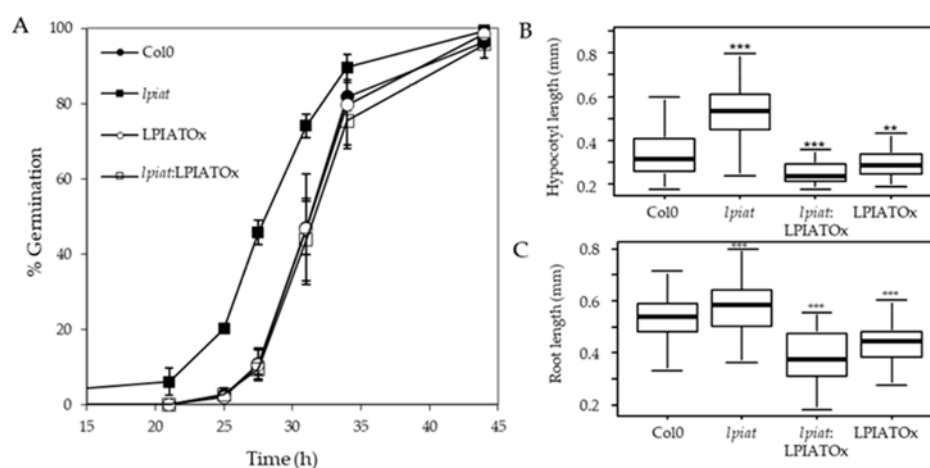 A
100
80
60
40
20
0
% Germination
Col0
lpiat
LPIATOx
lpiat:LPIATOx
15 20 25 30 35 40 45
Time (h)
B
Hypocotyl length (mm)
0.8
0.6
0.4
0.2
***
***
**
Col0 lpiat lpiat: LPIATOx
LPIATOx
C
Root length (mm)
0.8
0.6
0.4
0.2
***
***
***
Col0 lpiat lpiat: LPIATOx
LPIATOx